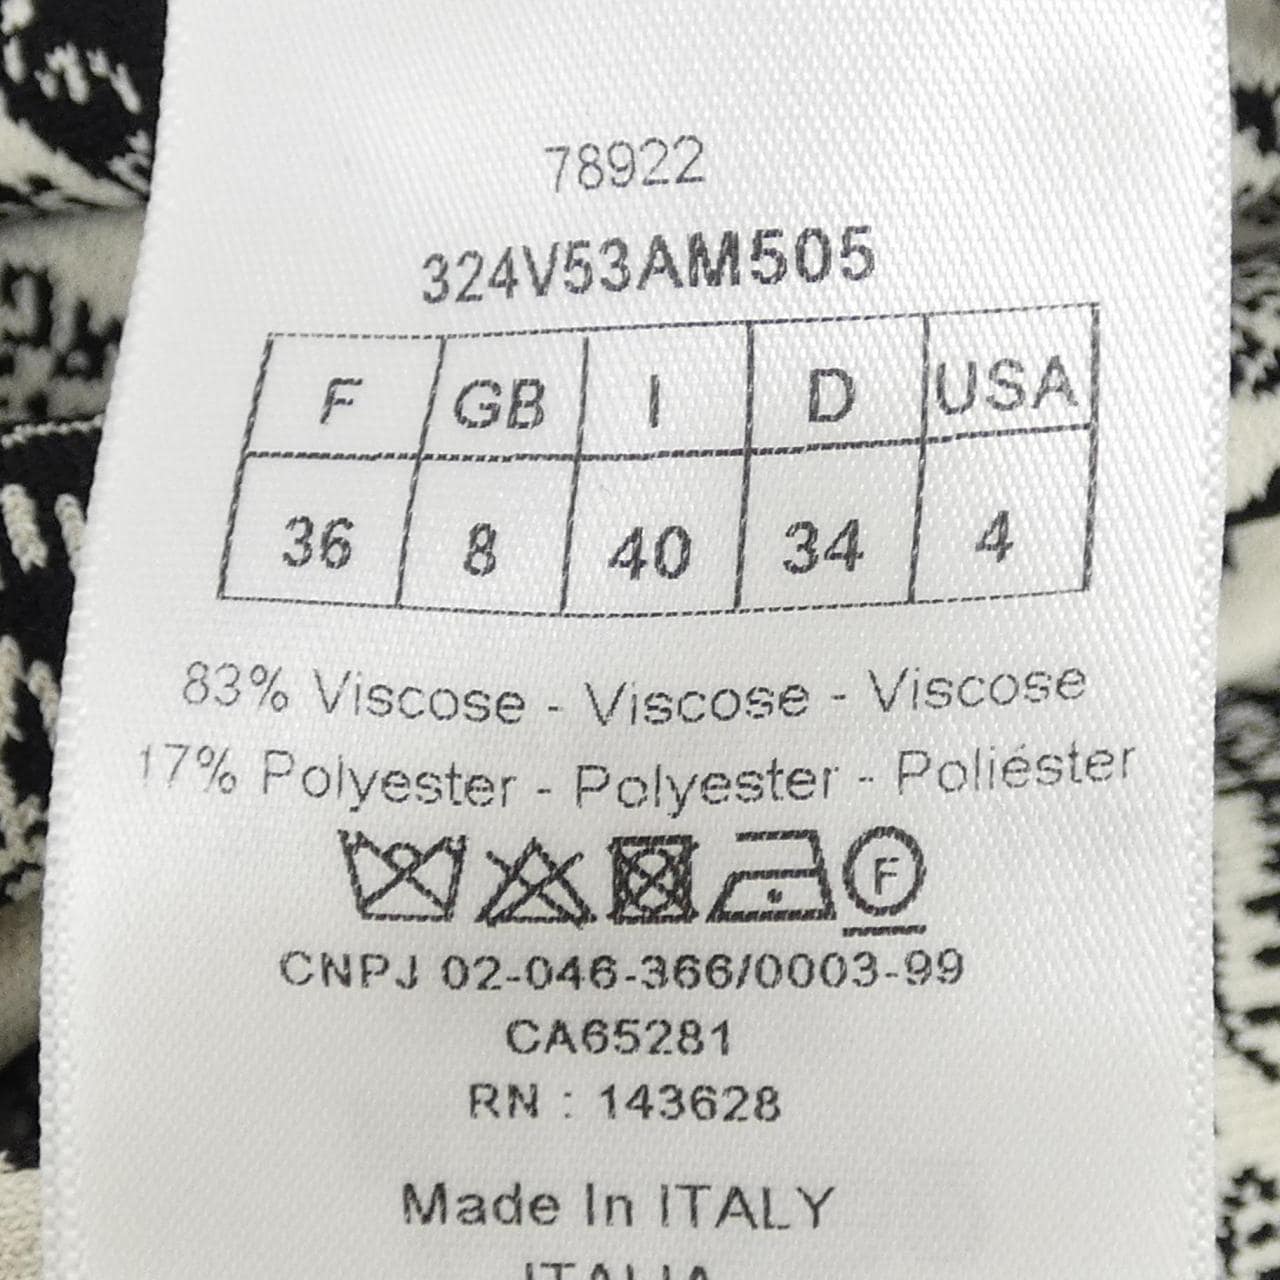 78922
324V53AM505
F GB I D USA
36 8 40 34 4
83% Viscose - Viscose - Viscose
17% Polyester - Polyester - Poliéster
F
CNPJ 02-046-366/0003-99
CA65281
RN : 143628
Made In ITALY
ITALIA